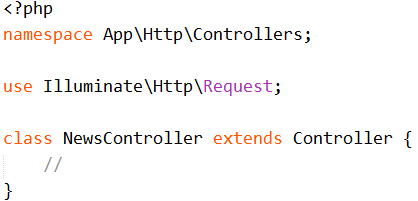 <?php
namespace App\Http\Controllers;
use Illuminate\Http\Request;
class NewsController extends Controller {
//
}